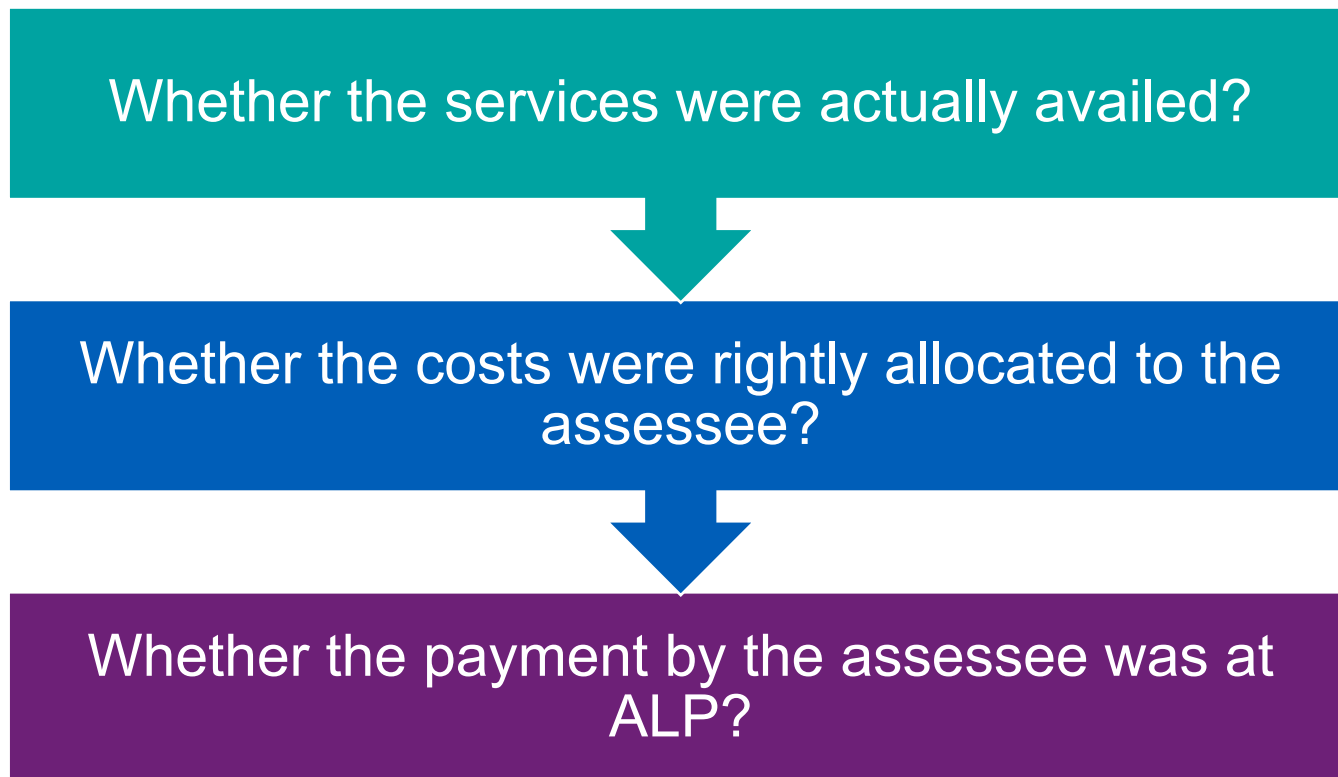 Whether the services were actually availed?
Whether the costs were rightly allocated to the
assessee?
Whether the payment by the assessee was at
ALP?